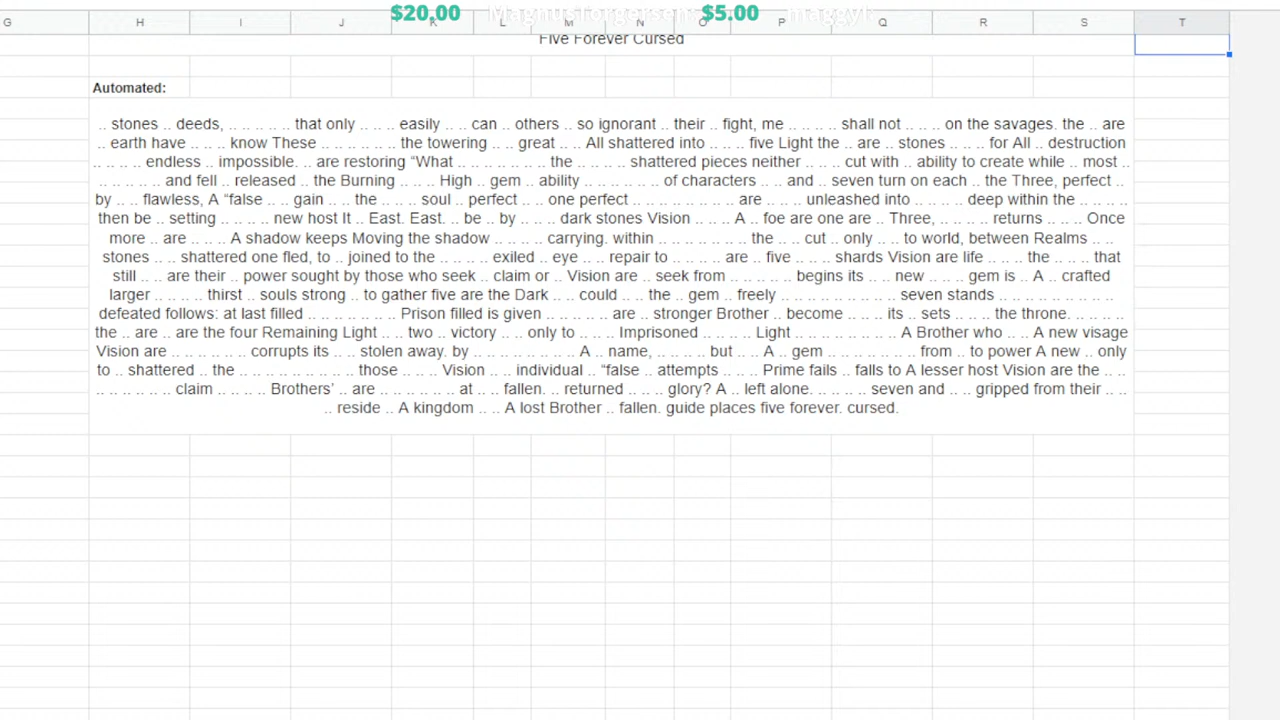 $20.00 MagnusTorgersen $5.00 maggyk
G H I J K L M N O P Q R S T
Five Forever Cursed
Automated:
.. stones .. deeds, .. .. .. .. .. that only .. .. .. easily .. .. can .. others .. so ignorant .. their .. fight, me .. .. .. .. shall not .. .. .. on the savages. the .. are
.. earth have .. .. .. know These .. .. .. .. .. .. the towering .. .. great .. .. All shattered into .. .. .. five Light the .. are .. stones .. .. .. for All .. destruction
.. .. .. .. endless .. impossible. .. are restoring “What .. .. .. .. .. .. .. the .. .. .. .. shattered pieces neither .. .. .. cut with .. ability to create while .. most ..
.. .. .. .. .. and fell .. released .. the Burning .. .. .. High .. gem .. ability .. .. .. .. .. .. of characters .. .. and .. seven turn on each .. the Three, perfect ..
by .. .. flawless, A “false .. .. gain .. .. the .. .. .. soul .. perfect .. .. one perfect .. .. .. .. .. .. .. .. are .. .. .. unleashed into .. .. .. .. deep within the .. .. .. ..
then be .. setting .. .. .. .. new host It .. East. East. .. be .. by .. .. .. dark stones Vision .. .. .. A .. foe are one are .. Three, .. .. .. .. returns .. .. .. Once
more .. are .. .. .. A shadow keeps Moving the shadow .. .. .. .. carrying. within .. .. .. .. .. .. the .. .. cut .. only .. .. to world, between Realms .. ..
stones .. .. shattered one fled, to .. joined to the .. .. .. .. exiled .. eye .. .. repair to .. .. .. .. are .. five .. .. .. shards Vision are life .. .. .. the .. .. .. that
still .. .. are their .. power sought by those who seek .. claim or .. Vision are .. seek from .. .. .. .. .. begins its .. .. new .. .. .. gem is .. A .. crafted
larger .. .. .. .. thirst .. souls strong .. to gather five are the Dark .. .. could .. .. the .. gem .. freely .. .. .. .. .. .. .. .. seven stands .. .. .. .. .. .. .. ..
defeated follows: at last filled .. .. .. .. .. .. Prison filled is given .. .. .. .. are .. stronger Brother .. become .. .. its .. sets .. .. .. the throne. .. .. .. ..
the .. are .. are the four Remaining Light .. .. two .. victory .. .. only to .. .. Imprisoned .. .. .. Light .. .. .. .. .. .. .. A Brother who .. .. A new visage
Vision are .. .. .. .. .. corrupts its .. .. stolen away. by .. .. .. .. .. .. .. A .. name, .. .. .. .. but .. A .. gem .. .. .. .. .. .. from .. to power A new .. only
to .. shattered .. the .. .. .. .. .. .. .. .. those .. .. Vision .. .. individual .. “false .. attempts .. .. Prime fails .. falls to A lesser host Vision are the .. ..
.. .. .. .. .. claim .. .. .. .. Brothers’ .. are .. .. .. .. .. at .. .. fallen. .. returned .. .. .. glory? A .. left alone. .. .. .. .. seven and .. .. gripped from their .. ..
.. reside .. A kingdom .. .. A lost Brother .. fallen. guide places five forever. cursed.